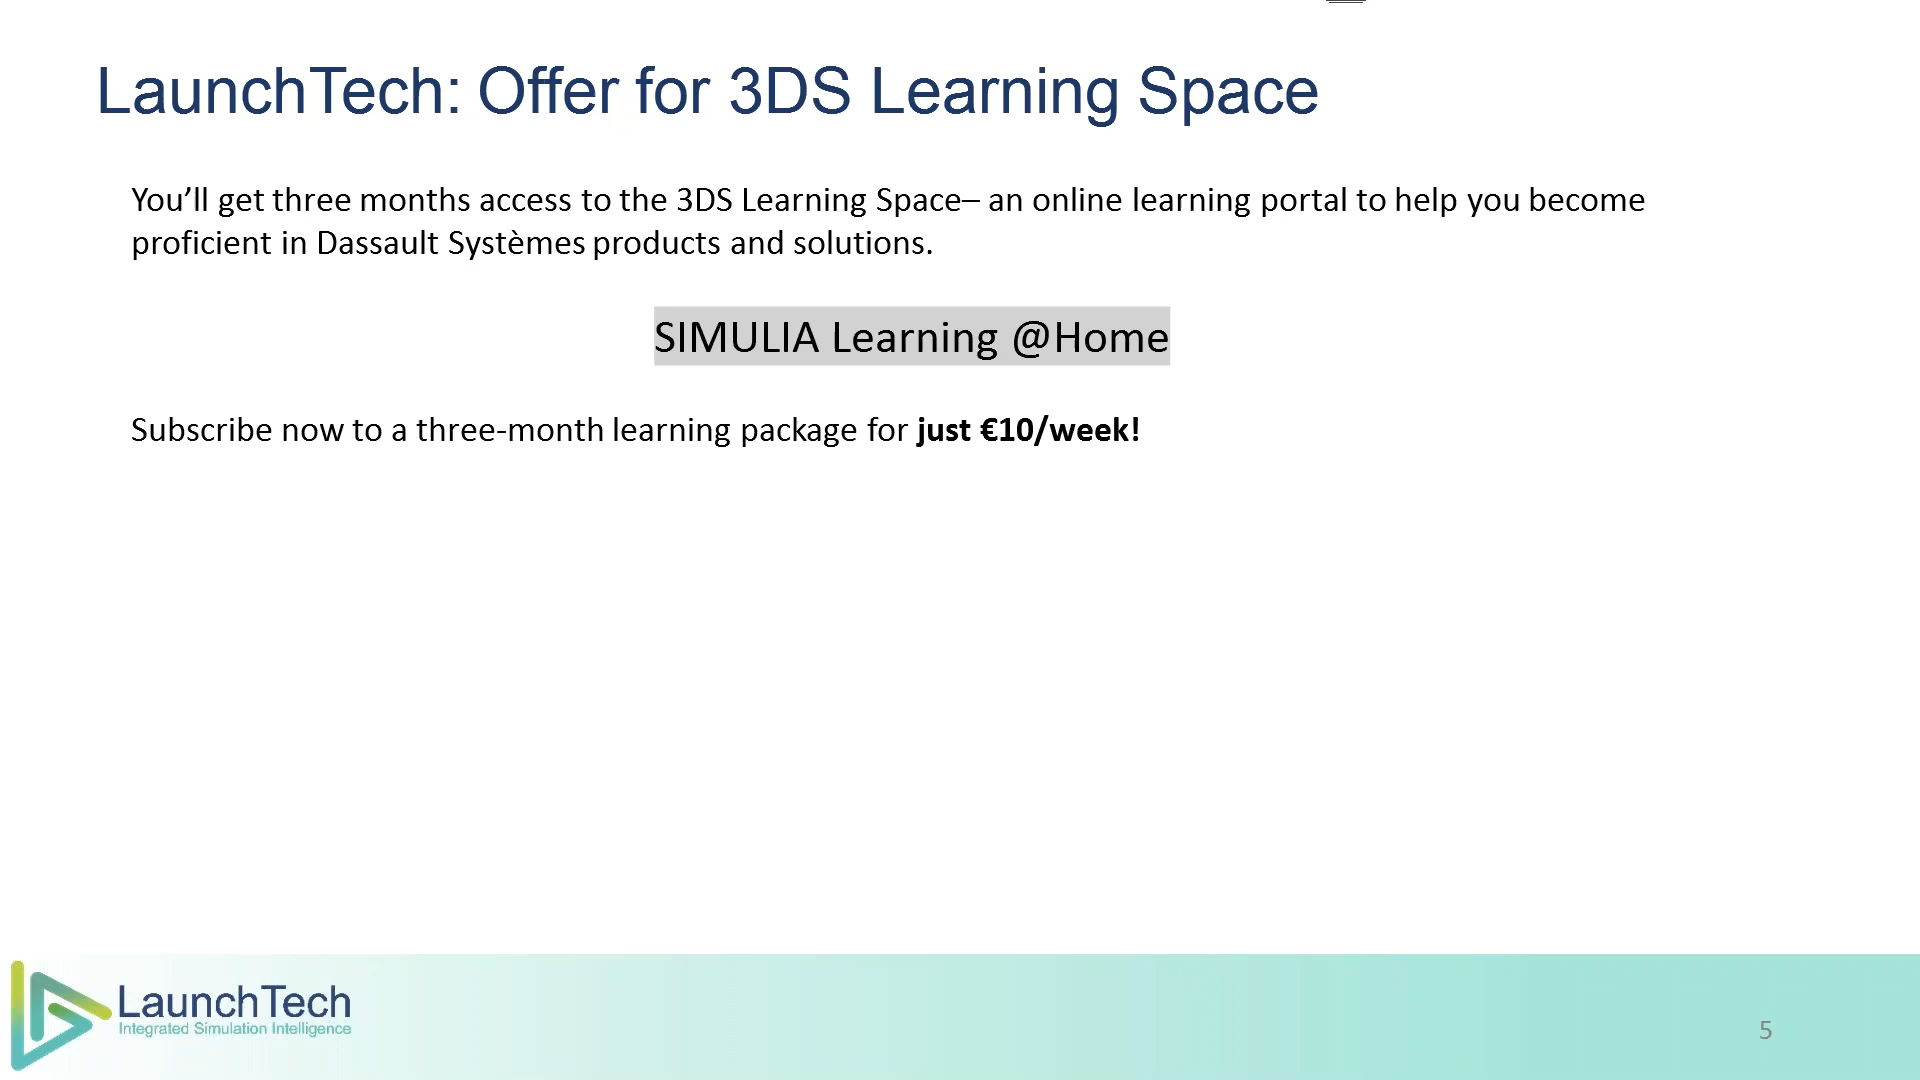 LaunchTech: Offer for 3DS Learning Space
You’ll get three months access to the 3DS Learning Space– an online learning portal to help you become
proficient in Dassault Systèmes products and solutions.
SIMULIA Learning @Home
Subscribe now to a three-month learning package for just €10/week!
LaunchTech
Integrated Simulation Intelligence
5